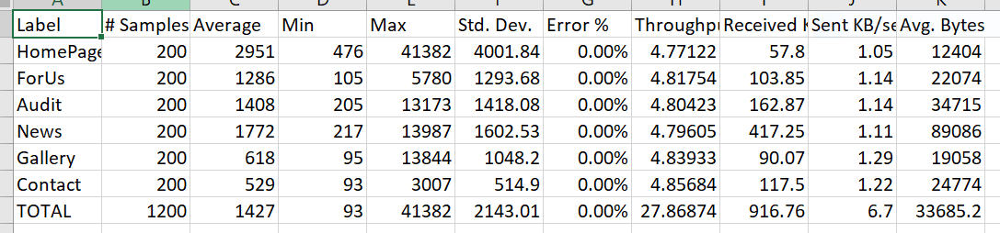 Label # Samples Average Min Max Std. Dev. Error % Throughpu Received K Sent KB/se Avg. Bytes
HomePage 200 2951 476 41382 4001.84 0.00% 4.77122 57.8 1.05 12404
ForUs 200 1286 105 5780 1293.68 0.00% 4.81754 103.85 1.14 22074
Audit 200 1408 205 13173 1418.08 0.00% 4.80423 162.87 1.14 34715
News 200 1772 217 13987 1602.53 0.00% 4.79605 417.25 1.11 89086
Gallery 200 618 95 13844 1048.2 0.00% 4.83933 90.07 1.29 19058
Contact 200 529 93 3007 514.9 0.00% 4.85684 117.5 1.22 24774
TOTAL 1200 1427 93 41382 2143.01 0.00% 27.86874 916.76 6.7 33685.2